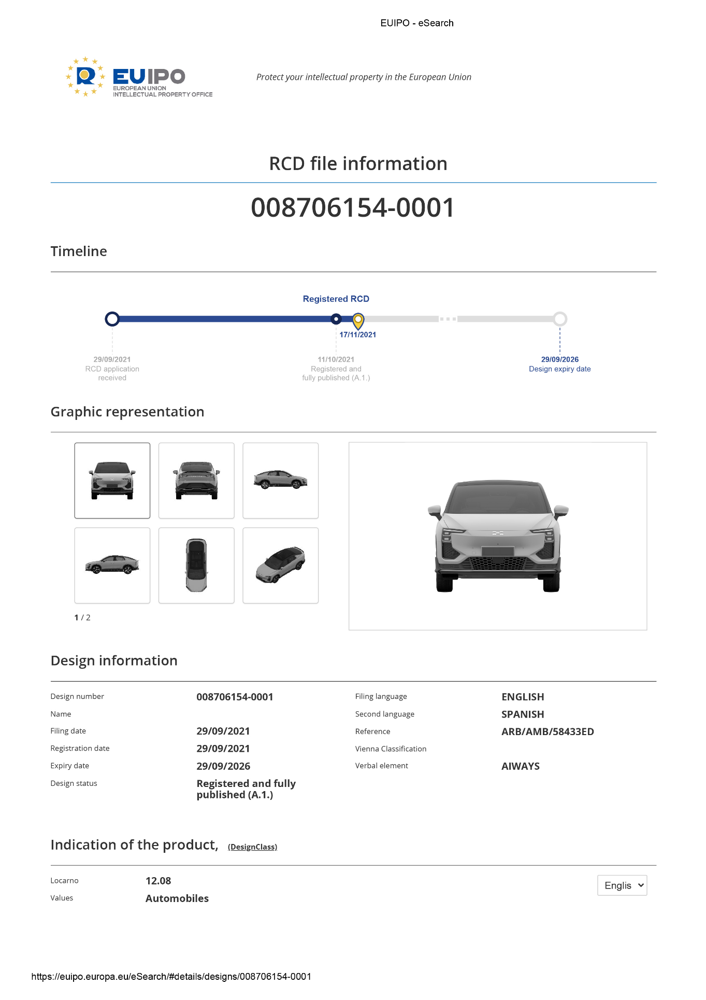 EUIPO - eSearch
EUIPO
EUROPEAN UNION
INTELLECTUAL PROPERTY OFFICE
Protect your intellectual property in the European Union
RCD file information
008706154-0001
Timeline
Registered RCD
17/11/2021
29/09/2021
RCD application
received
11/10/2021
Registered and
fully published (A.1.)
29/09/2026
Design expiry date
Graphic representation
1 / 2
Design information
Design number 008706154-0001
Name
Filing date 29/09/2021
Registration date 29/09/2021
Expiry date 29/09/2026
Design status Registered and fully
published (A.1.)
Filing language ENGLISH
Second language SPANISH
Reference ARB/AMB/58433ED
Vienna Classification
Verbal element AIWAYS
Indication of the product, (DesignClass)
Locarno 12.08
Values Automobiles
Englis
https://euipo.europa.eu/eSearch/#details/designs/008706154-0001